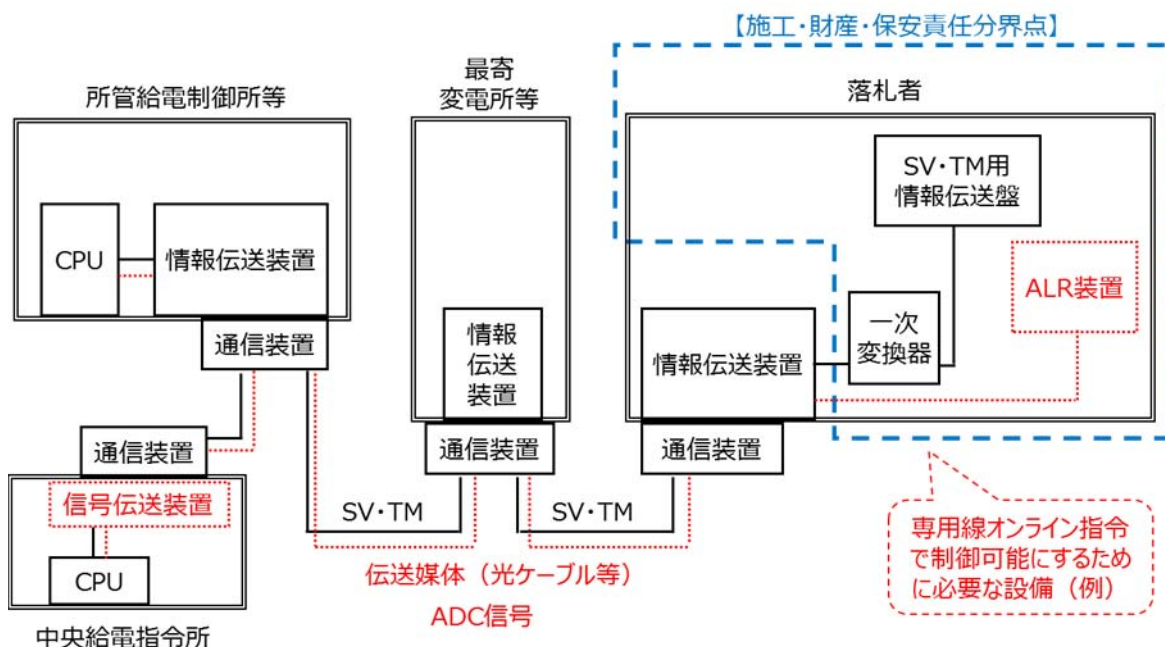 【施工・財産・保安責任分界点】
所管給電制御所等
最寄
変電所等
落札者
CPU
情報伝送装置
通信装置
情報
伝送
装置
通信装置
SV・TM用
情報伝送盤
ALR装置
一次
変換器
情報伝送装置
通信装置
通信装置
信号伝送装置
CPU
中央給電指令所
SV・TM
SV・TM
伝送媒体（光ケーブル等）
ADC信号
専用線オンライン指令
で制御可能にするため
に必要な設備（例）